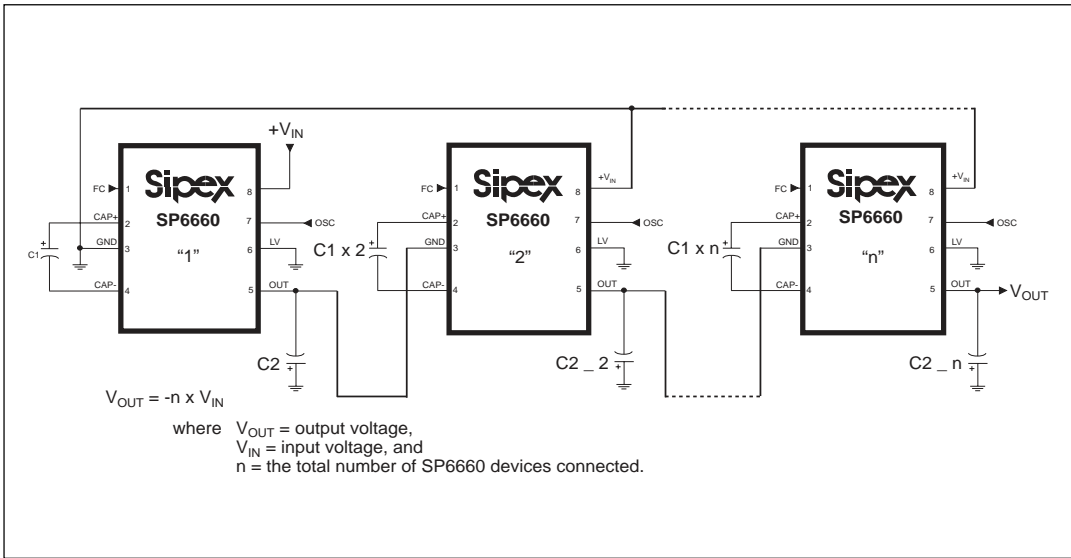 +V_IN
Sipex
SP6660
"1"
FC
1
CAP+
2
GND
3
CAP-
4
8
7
OSC
6
LV
5
OUT
C1
C2
Sipex
SP6660
"2"
FC
1
CAP+
2
GND
3
CAP-
4
+V_IN
8
7
OSC
6
LV
5
OUT
C1 x 2
C2 _ 2
Sipex
SP6660
"n"
FC
1
CAP+
2
GND
3
CAP-
4
+V_IN
8
7
OSC
6
LV
5
OUT
V_OUT
C1 x n
C2 _ n
V_OUT = -n x V_IN
where V_OUT = output voltage,
V_IN = input voltage, and
n = the total number of SP6660 devices connected.